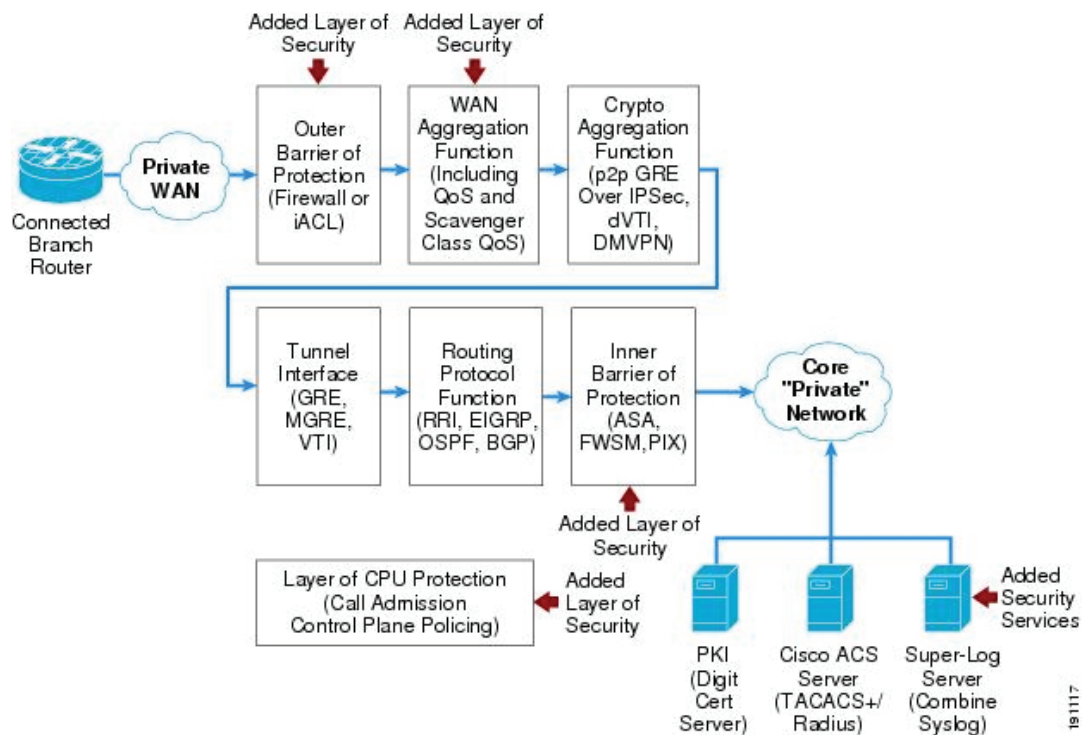 Added Layer of
Security
Added Layer of
Security
Connected
Branch
Router
Private
WAN
Outer
Barrier of
Protection
(Firewall or
iACL)
WAN
Aggregation
Function
(Including
QoS and
Scavenger
Class QoS)
Crypto
Aggregation
Function
(p2p GRE
Over IPSec,
dVTI,
DMVPN)
Tunnel
Interface
(GRE,
MGRE,
VTI)
Routing
Protocol
Function
(RRI, EIGRP,
OSPF, BGP)
Inner
Barrier of
Protection
(ASA,
FWSM,PIX)
Core
"Private"
Network
Added Layer of
Security
Layer of CPU Protection
(Call Admission
Control Plane Policing)
Added
Layer of
Security
Added
Security
Services
PKI
(Digit
Cert
Server)
Cisco ACS
Server
(TACACS+/
Radius)
Super-Log
Server
(Combine
Syslog)
191117